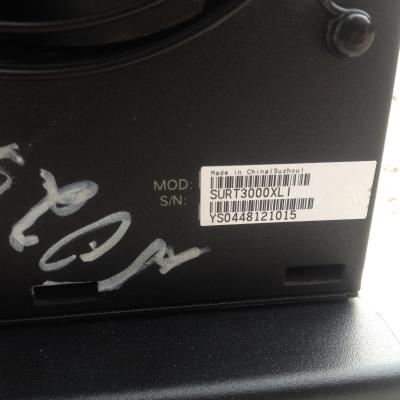 Made in China(Suzhou)
MOD: SURT3000XLI
S/N: YS0448121015